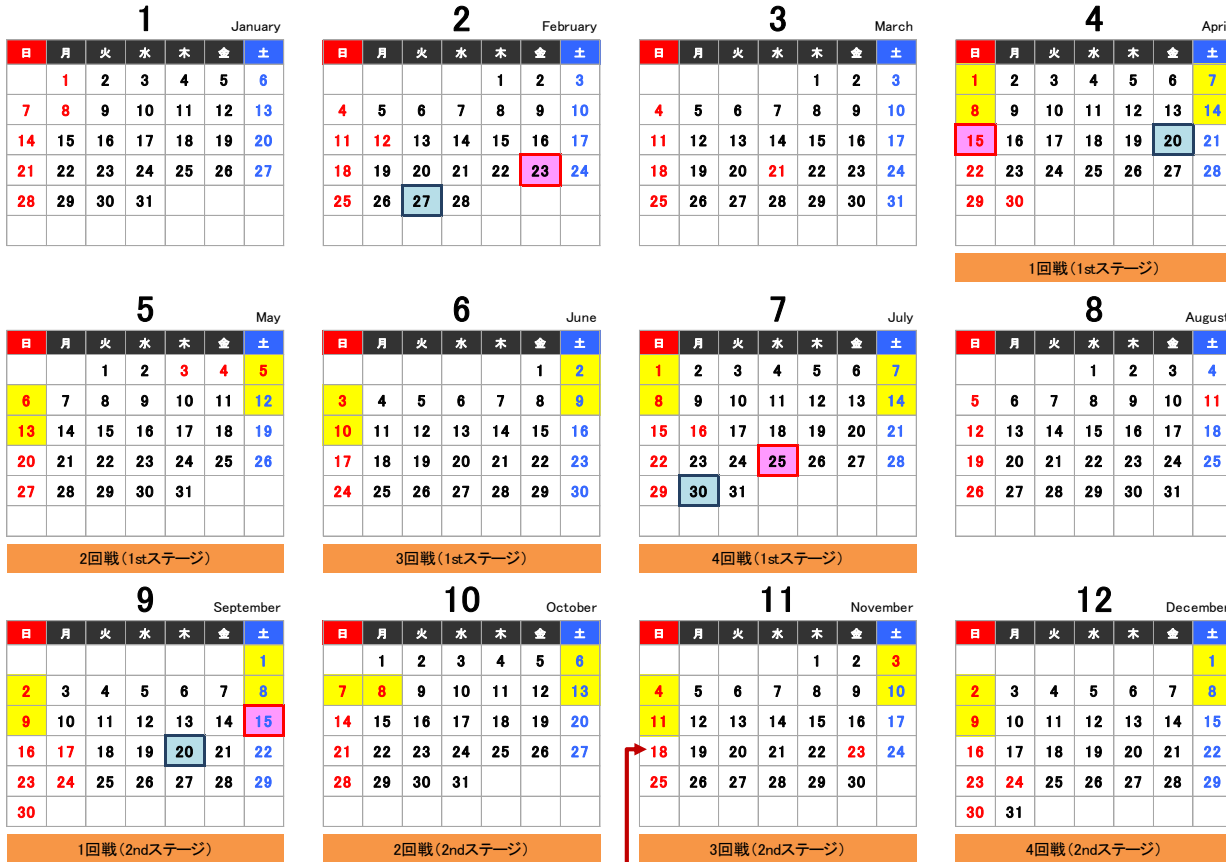 1 January 2 February 3 March 4 Apri
日 月 火 水 木 金 土 日 月 火 水 木 金 土 日 月 火 水 木 金 土 日 月 火 水 木 金 土
1 2 3 4 5 6 1 2 3 1 2 3 1 2 3 4 5 6 7
7 8 9 10 11 12 13 4 5 6 7 8 9 10 4 5 6 7 8 9 10 8 9 10 11 12 13 14
14 15 16 17 18 19 20 11 12 13 14 15 16 17 11 12 13 14 15 16 17 15 16 17 18 19 20 21
21 22 23 24 25 26 27 18 19 20 21 22 23 24 18 19 20 21 22 23 24 22 23 24 25 26 27 28
28 29 30 31 25 26 27 28 25 26 27 28 29 30 31 29 30
1回戦(1stステージ)
5 May 6 June 7 July 8 August
日 月 火 水 木 金 土 日 月 火 水 木 金 土 日 月 火 水 木 金 土 日 月 火 水 木 金 土
1 2 3 4 5 1 2 1 2 3 4 5 6 7 1 2 3 4
6 7 8 9 10 11 12 3 4 5 6 7 8 9 8 9 10 11 12 13 14 5 6 7 8 9 10 11
13 14 15 16 17 18 19 10 11 12 13 14 15 16 15 16 17 18 19 20 21 12 13 14 15 16 17 18
20 21 22 23 24 25 26 17 18 19 20 21 22 23 22 23 24 25 26 27 28 19 20 21 22 23 24 25
27 28 29 30 31 24 25 26 27 28 29 30 29 30 31 26 27 28 29 30 31
2回戦(1stステージ) 3回戦(1stステージ) 4回戦(1stステージ)
9 September 10 October 11 November 12 December
日 月 火 水 木 金 土 日 月 火 水 木 金 土 日 月 火 水 木 金 土 日 月 火 水 木 金 土
1 1 2 3 4 5 6 1 2 3 1
2 3 4 5 6 7 8 7 8 9 10 11 12 13 4 5 6 7 8 9 10 2 3 4 5 6 7 8
9 10 11 12 13 14 15 14 15 16 17 18 19 20 11 12 13 14 15 16 17 9 10 11 12 13 14 15
16 17 18 19 20 21 22 21 22 23 24 25 26 27 18 19 20 21 22 23 24 16 17 18 19 20 21 22
23 24 25 26 27 28 29 28 29 30 31 25 26 27 28 29 30 23 24 25 26 27 28 29
30 30 31
1回戦(2ndステージ) 2回戦(2ndステージ) 3回戦(2ndステージ) 4回戦(2ndステージ)